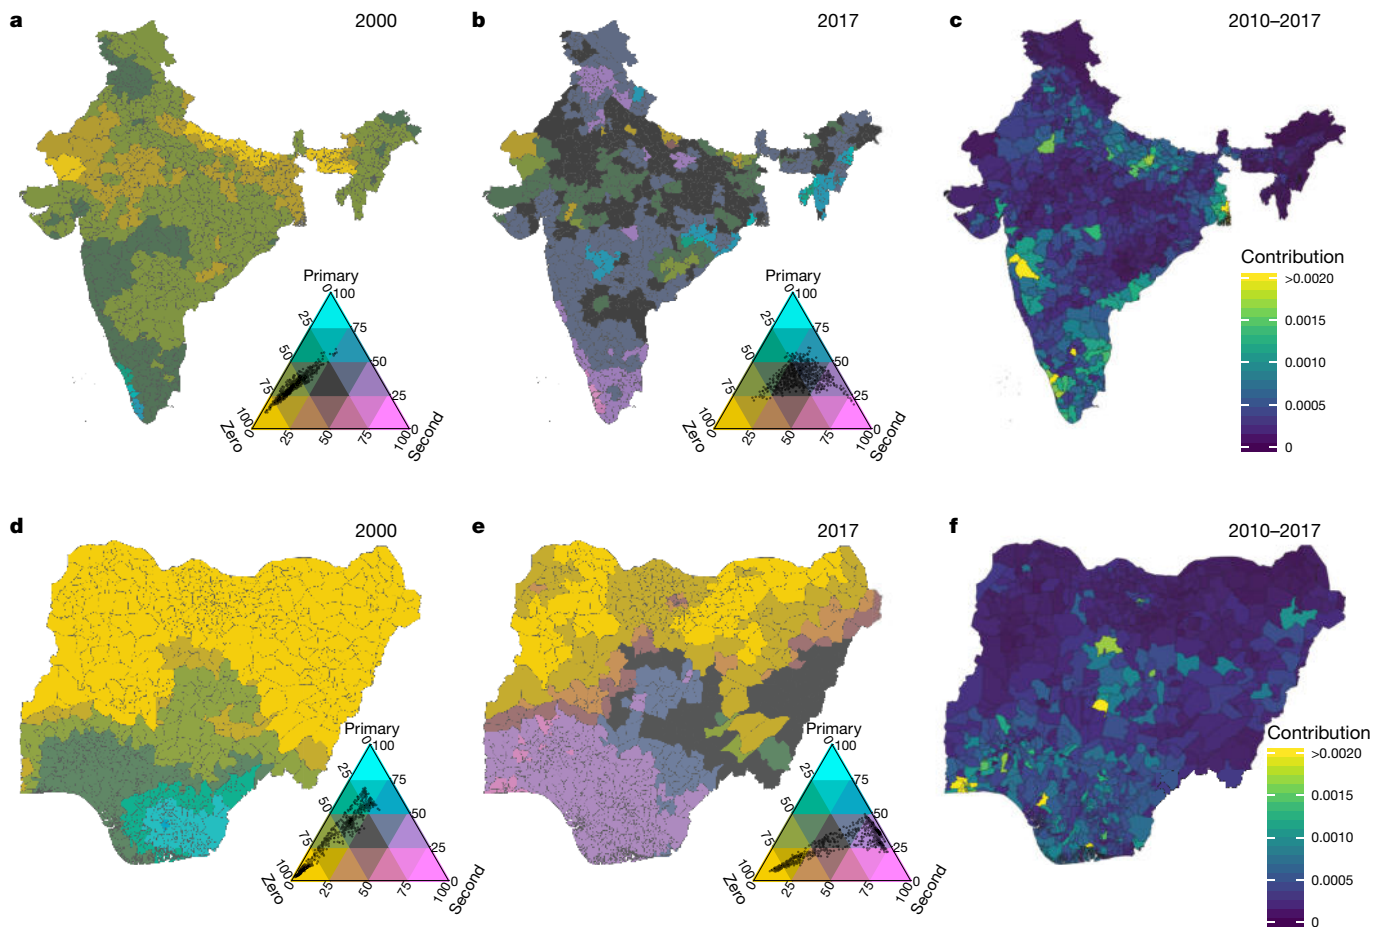 a 2000
b 2017
c 2010–2017
Contribution
>0.0020
0.0015
0.0010
0.0005
0
Primary
0 100
25 75
50 50
75 25
100 0
0 25 50 75 100
Zero
Second
Primary
0 100
25 75
50 50
75 25
100 0
0 25 50 75 100
Zero
Second
d 2000
e 2017
f 2010–2017
Primary
0 100
25 75
50 50
75 25
100 0
0 25 50 75 100
Zero
Second
Primary
0 100
25 75
50 50
75 25
100 0
0 25 50 75 100
Zero
Second
Contribution
>0.0020
0.0015
0.0010
0.0005
0